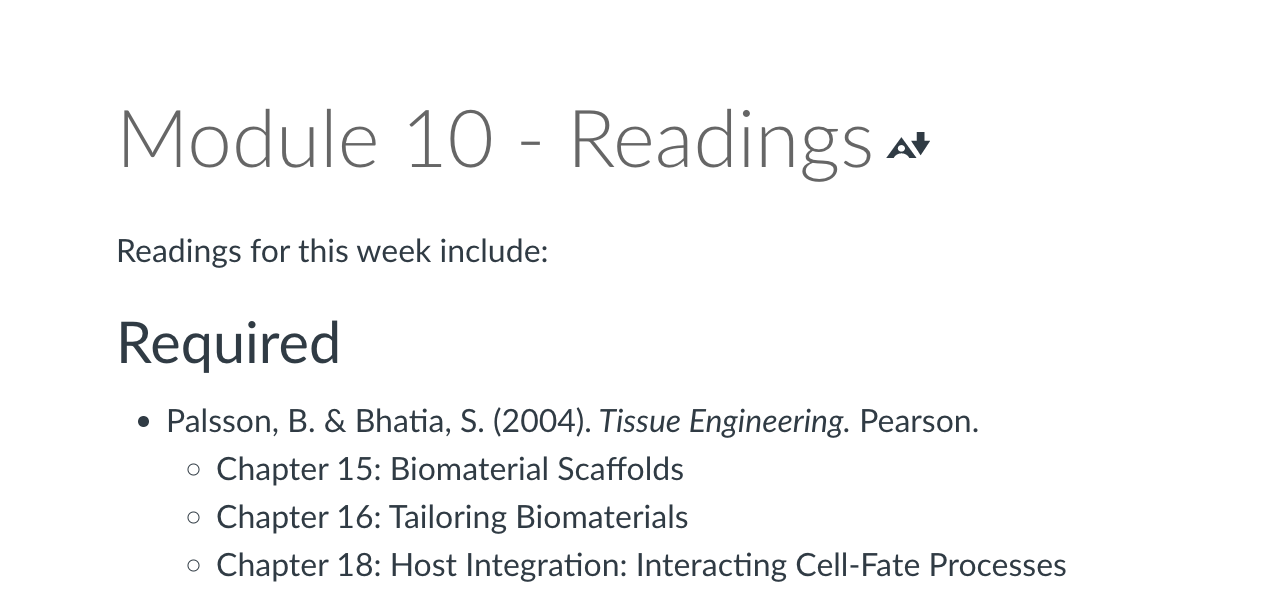 Module 10 - Readings
Readings for this week include:
Required
Palsson, B. & Bhatia, S. (2004). Tissue Engineering. Pearson.
Chapter 15: Biomaterial Scaffolds
Chapter 16: Tailoring Biomaterials
Chapter 18: Host Integration: Interacting Cell-Fate Processes